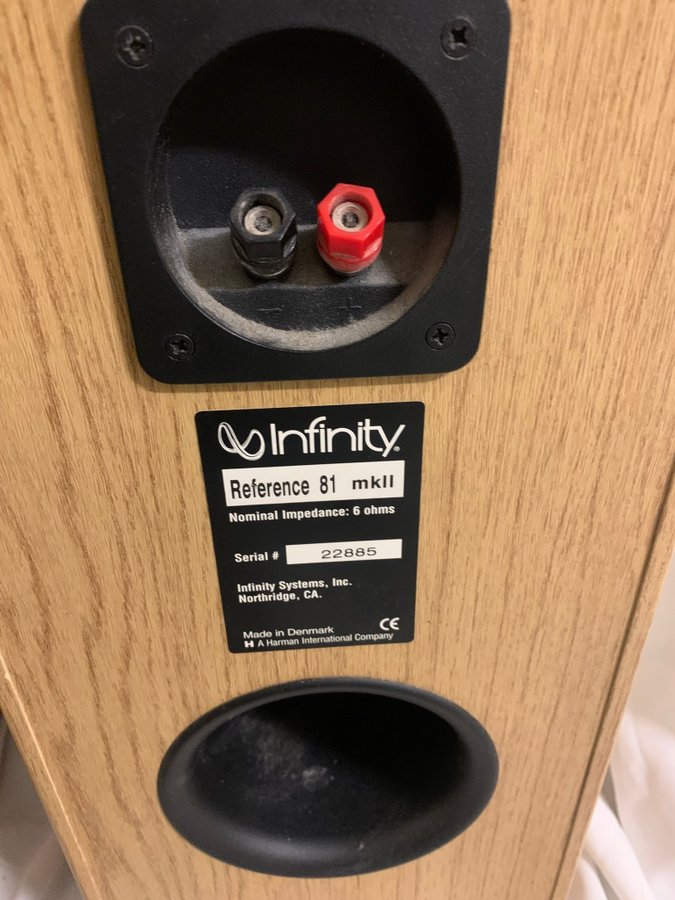 - +
Infinity®
Reference 81 mkII
Nominal Impedance: 6 ohms
Serial # 22885
Infinity Systems, Inc.
Northridge, CA.
Made in Denmark CE
H A Harman International Company